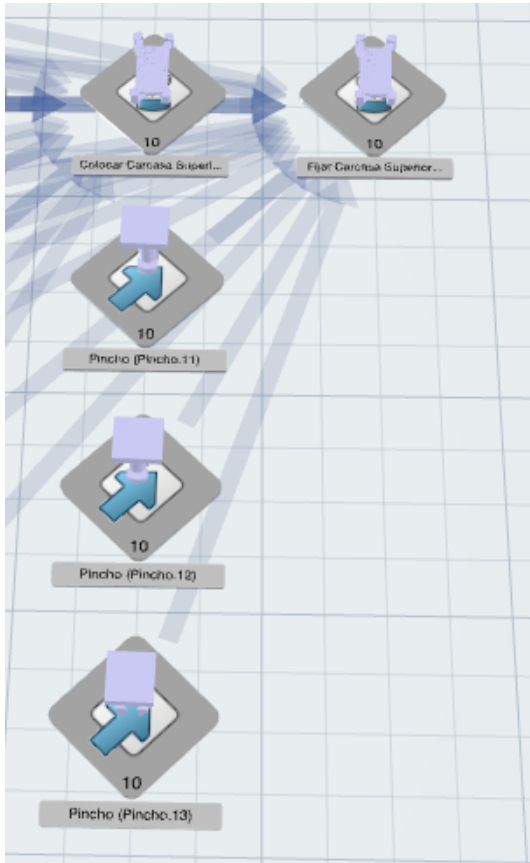 10
10
Colocar Carcasa Superi...
Fijar Carcasa Superior...
10
Pincho (Pincho.11)
10
Pincho (Pincho.12)
10
Pincho (Pincho.13)